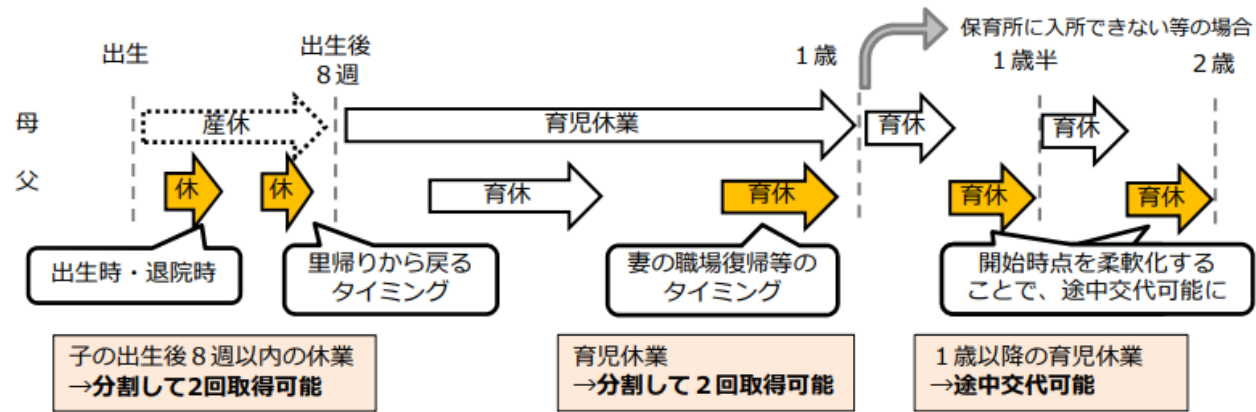 保育所に入所できない等の場合
出生
出生後
８週
１歳
１歳半
２歳
母
産休
育児休業
育休
育休
父
休
休
育休
育休
育休
育休
出生時・退院時
里帰りから戻る
タイミング
妻の職場復帰等の
タイミング
開始時点を柔軟化する
ことで、途中交代可能に
子の出生後８週以内の休業
→分割して2回取得可能
育児休業
→分割して２回取得可能
１歳以降の育児休業
→途中交代可能